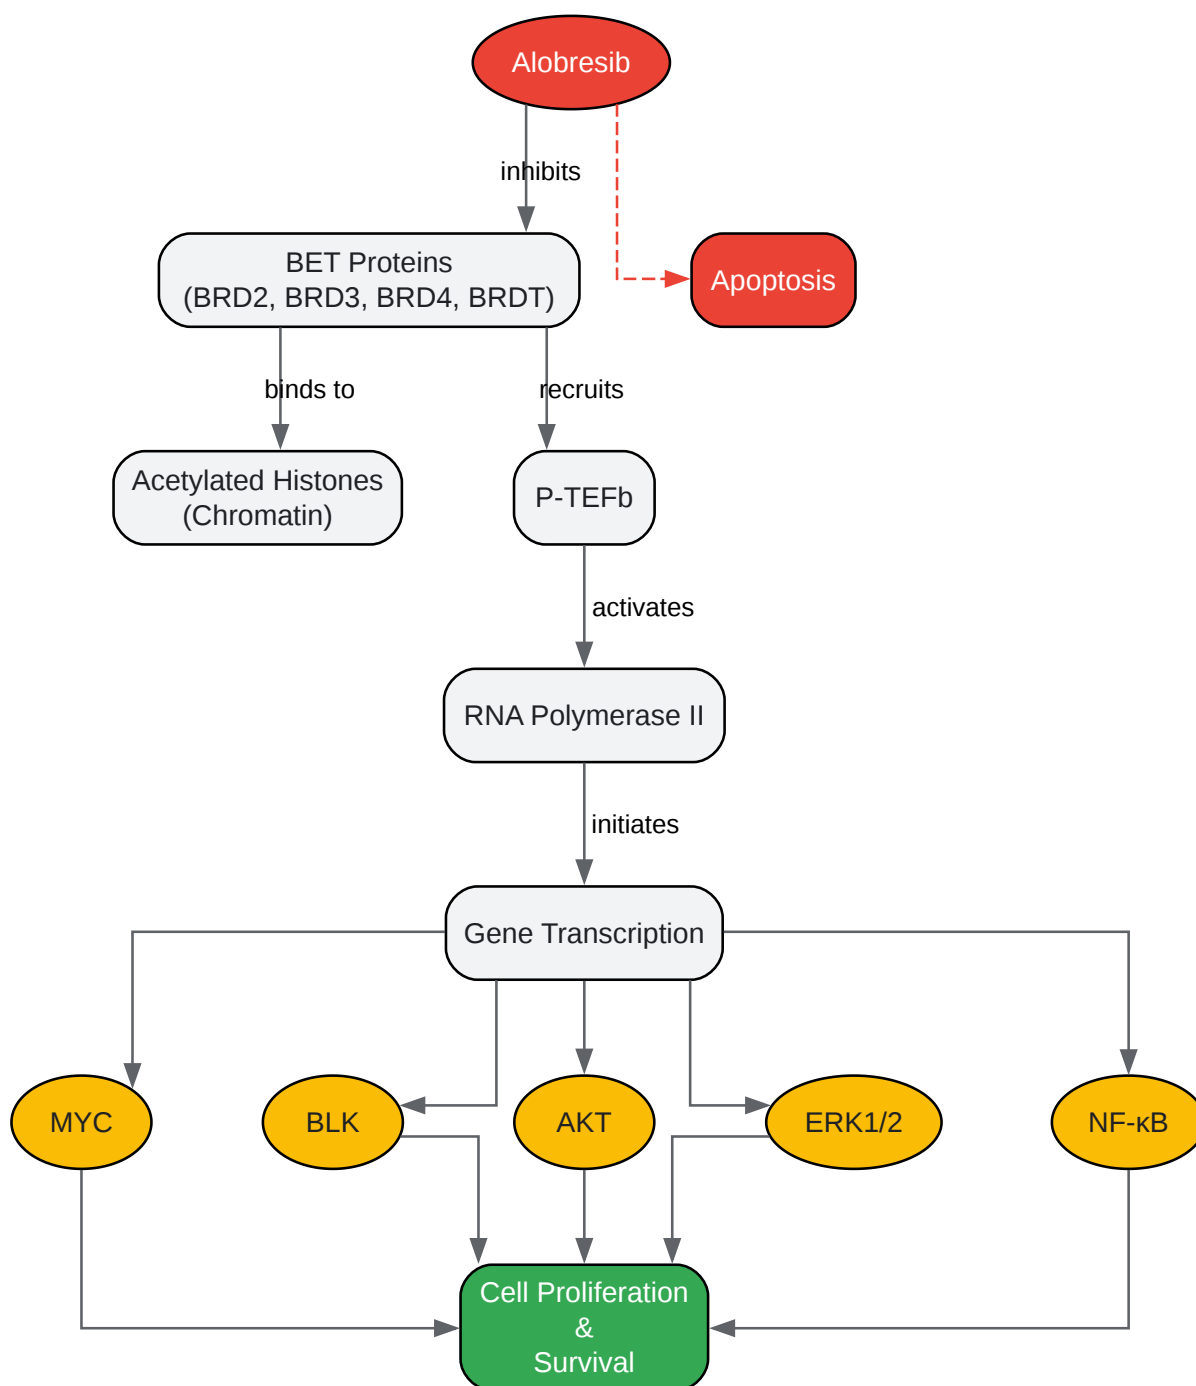 Alobresib
inhibits
BET Proteins
(BRD2, BRD3, BRD4, BRDT)
Apoptosis
binds to
recruits
Acetylated Histones
(Chromatin)
P-TEFb
activates
RNA Polymerase II
initiates
Gene Transcription
MYC
BLK
AKT
ERK1/2
NF-κB
Cell Proliferation
&
Survival